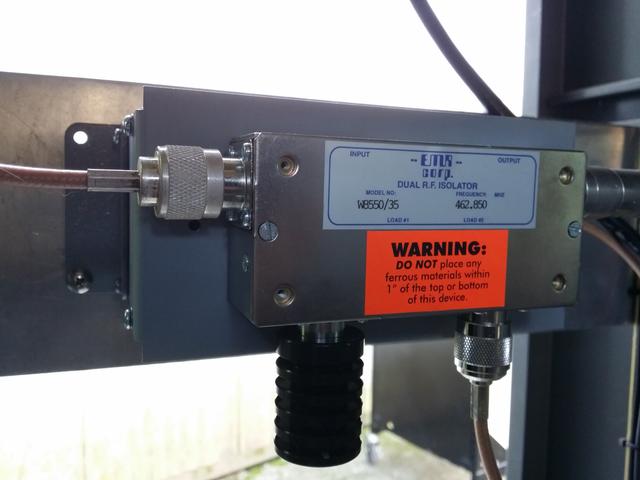 INPUT
-- EMR --
corp.
OUTPUT
DUAL R.F. ISOLATOR
MODEL NO: FREQUENCY: MHZ
W8550/35 462.850
LOAD #1 LOAD #2
WARNING:
DO NOT place any
ferrous materials within
1" of the top or bottom
of this device.